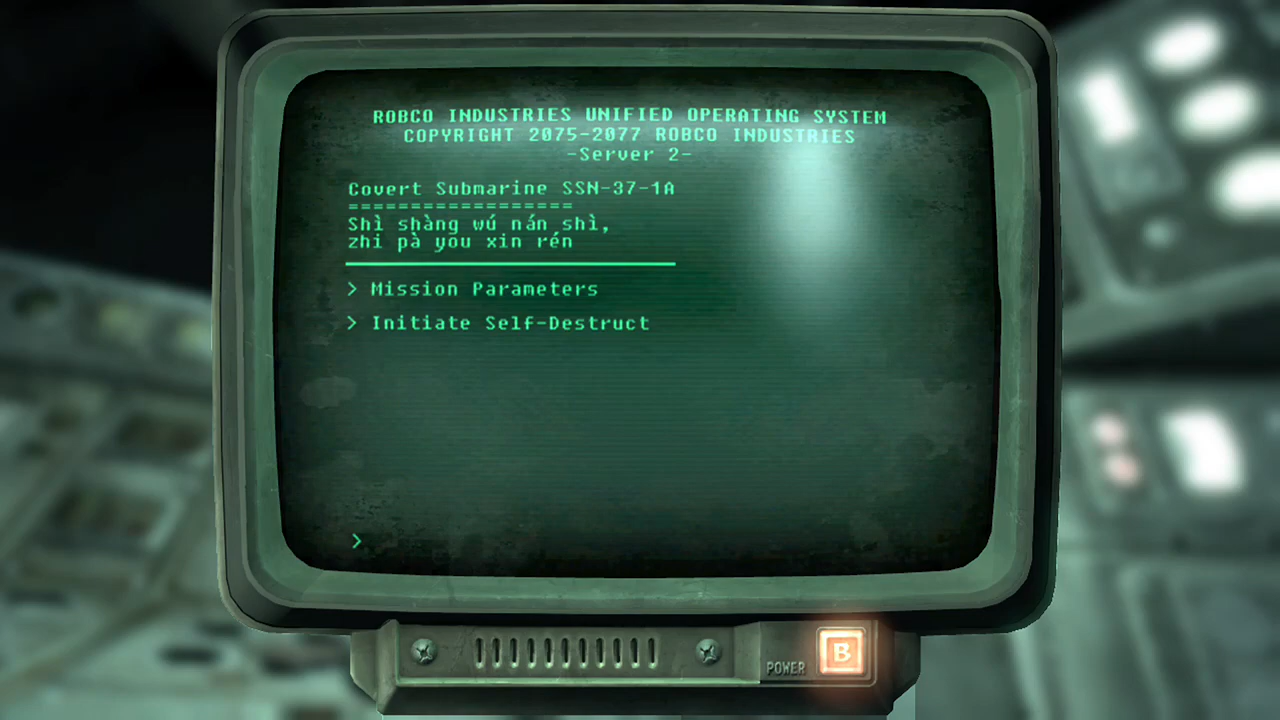 ROBCO INDUSTRIES UNIFIED OPERATING SYSTEM
COPYRIGHT 2075-2077 ROBCO INDUSTRIES
-Server 2-
Covert Submarine SSN-37-1A
====================
Shì shàng wú nán shì,
zhi pà you xin rén
> Mission Parameters
> Initiate Self-Destruct
>
POWER B